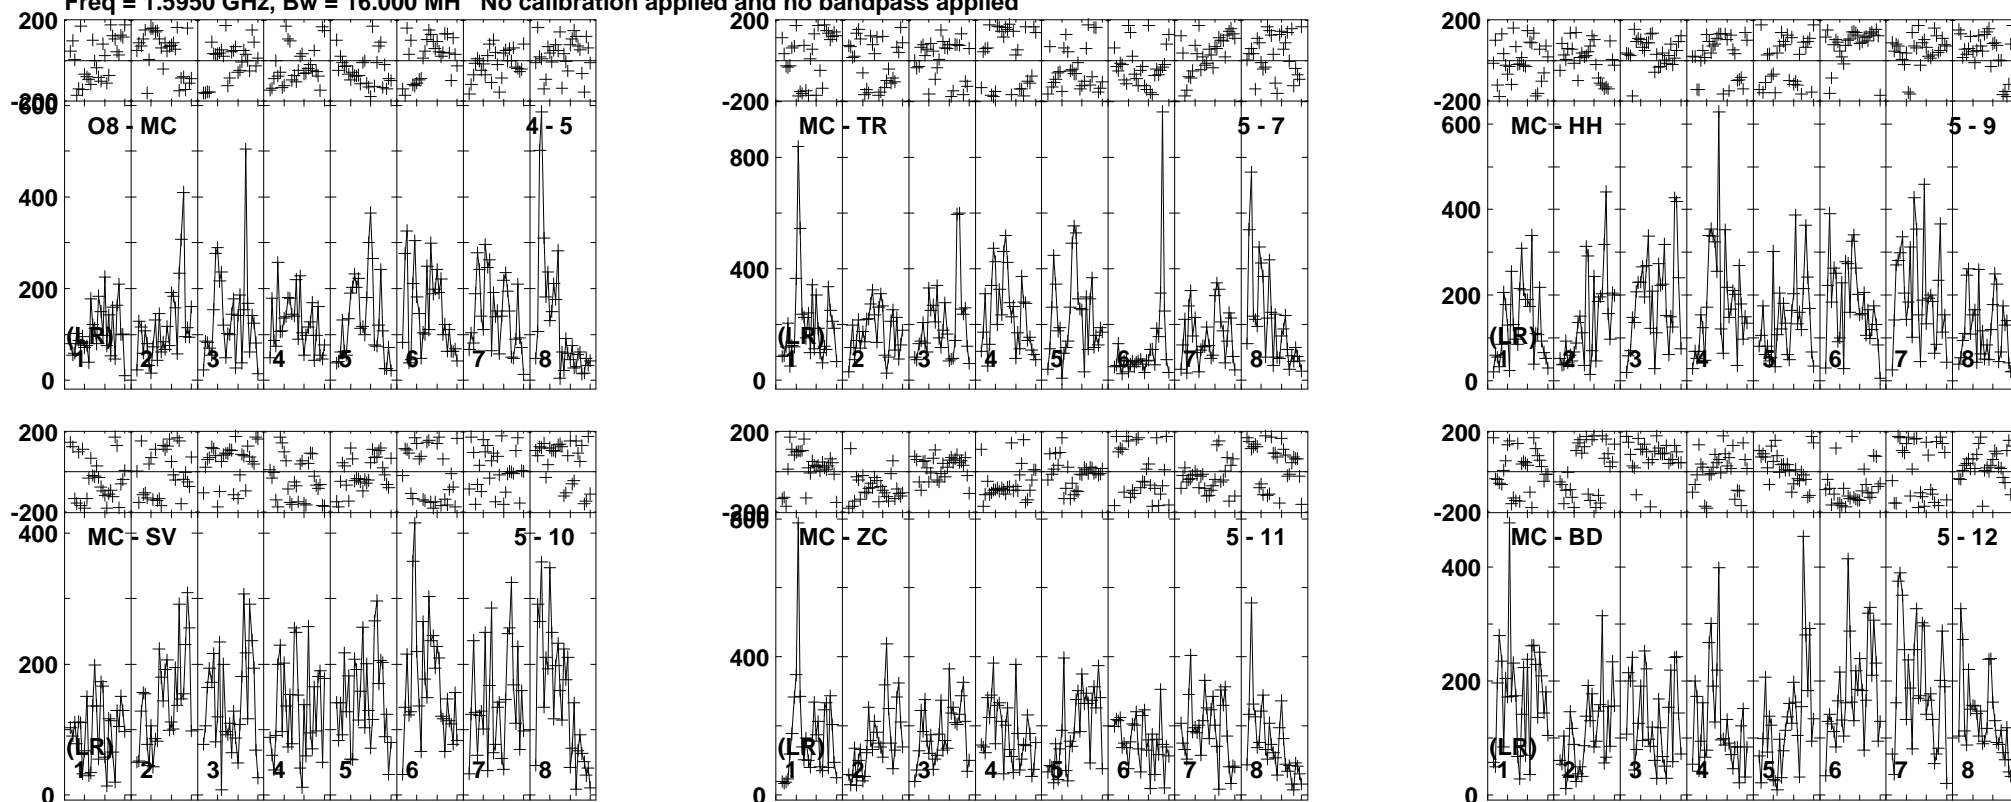 Freq = 1.5950 GHz, Bw = 16.000 MH No calibration applied and no bandpass applied
200 200 200
-200 -200 -200
600
O8 - MC 4 - 5 MC - TR 5 - 7 MC - HH 5 - 9
600
800
400 400 400
200 200
(LR) (LR) (LR)
1 2 3 4 5 6 7 8 1 2 3 4 5 6 7 8 1 2 3 4 5 6 7 8
0 0 0
200 200 200
-200 -200 -200
800
MC - SV 5 - 10 MC - ZC 5 - 11 MC - BD 5 - 12
400 400 400
200 200
(LR) (LR) (LR)
1 2 3 4 5 6 7 8 1 2 3 4 5 6 7 8 1 2 3 4 5 6 7 8
0 0 0